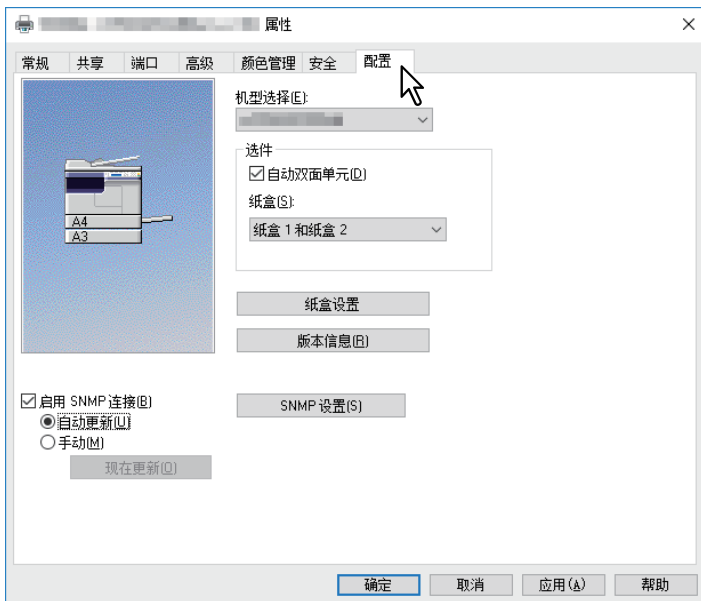 属性
常规 共享 端口 高级 颜色管理 安全 配置
机型选择(E):
选件
自动双面单元(D)
纸盒(S):
纸盒 1 和纸盒 2
A4
A3
纸盒设置
版本信息(R)
启用 SNMP 连接(B)
SNMP 设置(S)
自动更新(U)
手动(M)
现在更新(O)
确定 取消 应用(A) 帮助